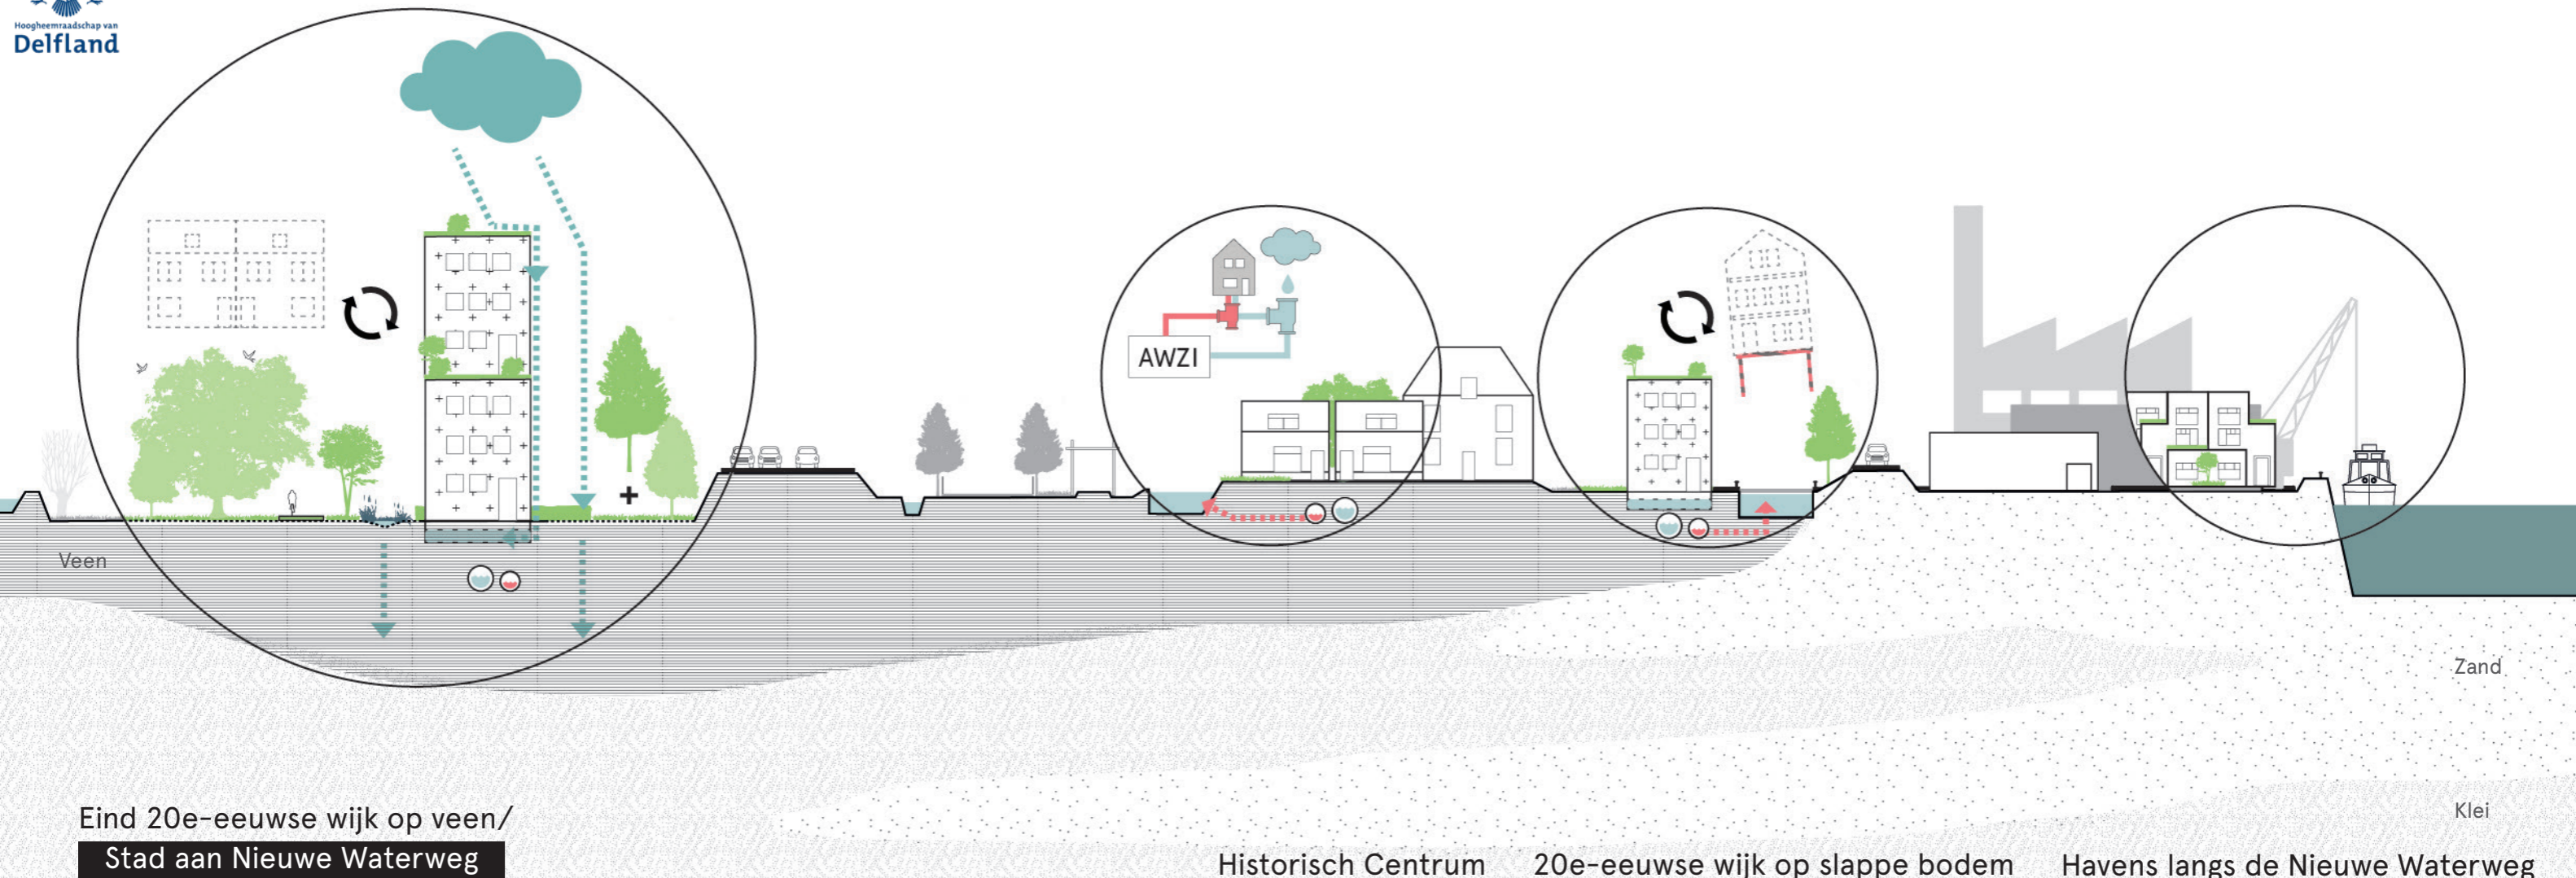 Hoogheemraadschap van
Delfland
AWZI
Veen
Zand
Klei
Eind 20e-eeuwse wijk op veen/
Stad aan Nieuwe Waterweg
Historisch Centrum
20e-eeuwse wijk op slappe bodem
Havens langs de Nieuwe Waterweg